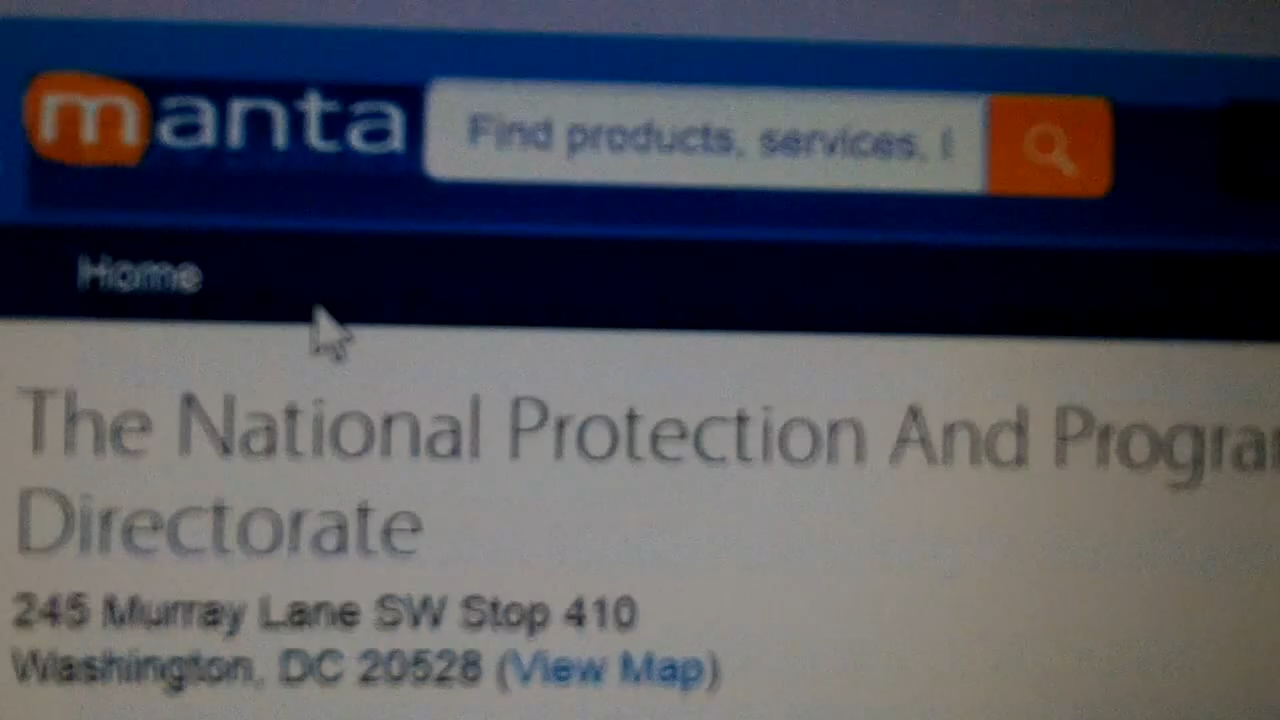 manta
Find products, services,
Home
The National Protection And
Directorate
245 Murray Lane SW Stop 410
Washington, DC 20528 (View Map)